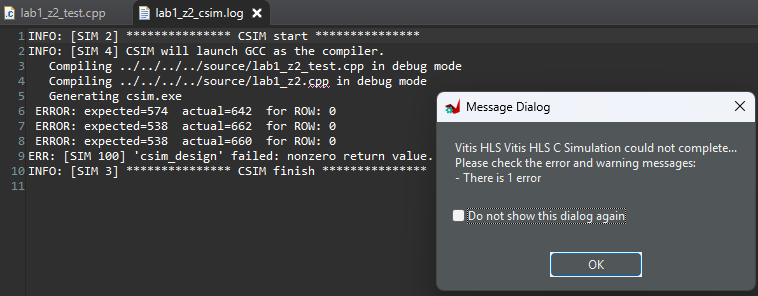 lab1_z2_test.cpp lab1_z2_csim.log
1 INFO: [SIM 2] *************** CSIM start ***************
2 INFO: [SIM 4] CSIM will launch GCC as the compiler.
3    Compiling ../../../../source/lab1_z2_test.cpp in debug mode
4    Compiling ../../../../source/lab1_z2.cpp in debug mode
5    Generating csim.exe
6  ERROR: expected=574  actual=642  for ROW: 0
7  ERROR: expected=538  actual=662  for ROW: 0
8  ERROR: expected=538  actual=660  for ROW: 0
9 ERR: [SIM 100] 'csim_design' failed: nonzero return value.
10 INFO: [SIM 3] *************** CSIM finish ***************
11
Message Dialog
Vitis HLS Vitis HLS C Simulation could not complete...
Please check the error and warning messages:
- There is 1 error
Do not show this dialog again
OK